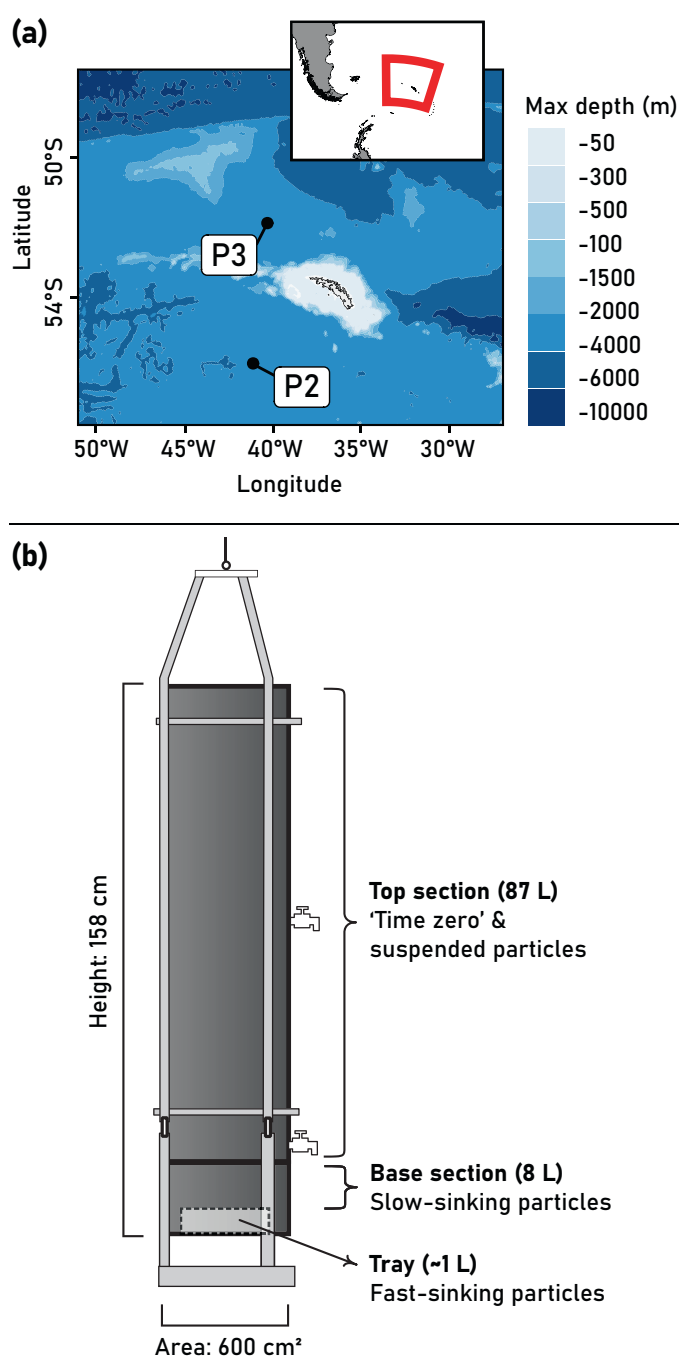 (a)
Max depth (m)
-50
-300
-500
-100
-1500
-2000
-4000
-6000
-10000
Latitude
50°S
54°S
P3
P2
50°W 45°W 40°W 35°W 30°W
Longitude
(b)
Height: 158 cm
Top section (87 L)
‘Time zero’ &
suspended particles
Base section (8 L)
Slow-sinking particles
Tray (~1 L)
Fast-sinking particles
Area: 600 cm²